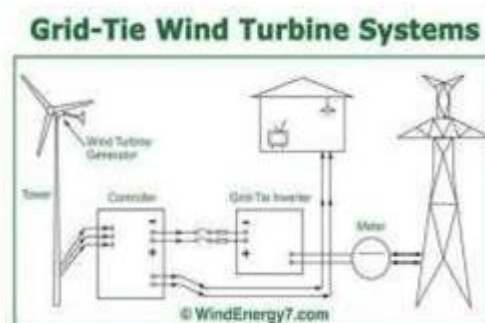 Grid-Tie Wind Turbine Systems
Wind Turbine
Generator
Tower
Controller
Grid-Tie Inverter
Meter
-
+
-
+
© WindEnergy7.com